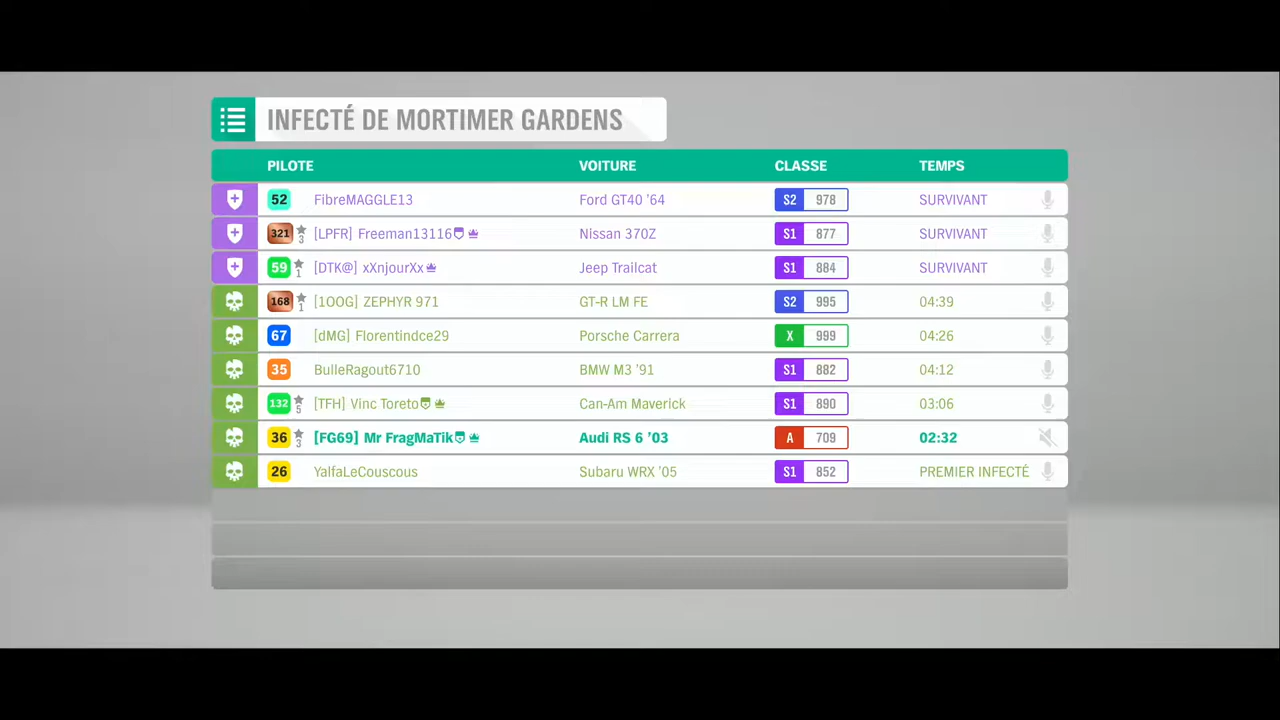 INFECTÉ DE MORTIMER GARDENS
PILOTE VOITURE CLASSE TEMPS
52 FibreMAGGLE13 Ford GT40 '64 S2 978 SURVIVANT
321 3 [LPFR] Freeman13116 Nissan 370Z S1 877 SURVIVANT
59 1 [DTK@] xXnjourXx Jeep Trailcat S1 884 SURVIVANT
168 1 [1OOG] ZEPHYR 971 GT-R LM FE S2 995 04:39
67 [dMG] Florentindce29 Porsche Carrera X 999 04:26
35 BulleRagout6710 BMW M3 '91 S1 882 04:12
132 5 [TFH] Vinc Toreto Can-Am Maverick S1 890 03:06
36 3 [FG69] Mr FragMaTik Audi RS 6 '03 A 709 02:32
26 YalfaLeCouscous Subaru WRX '05 S1 852 PREMIER INFECTÉ